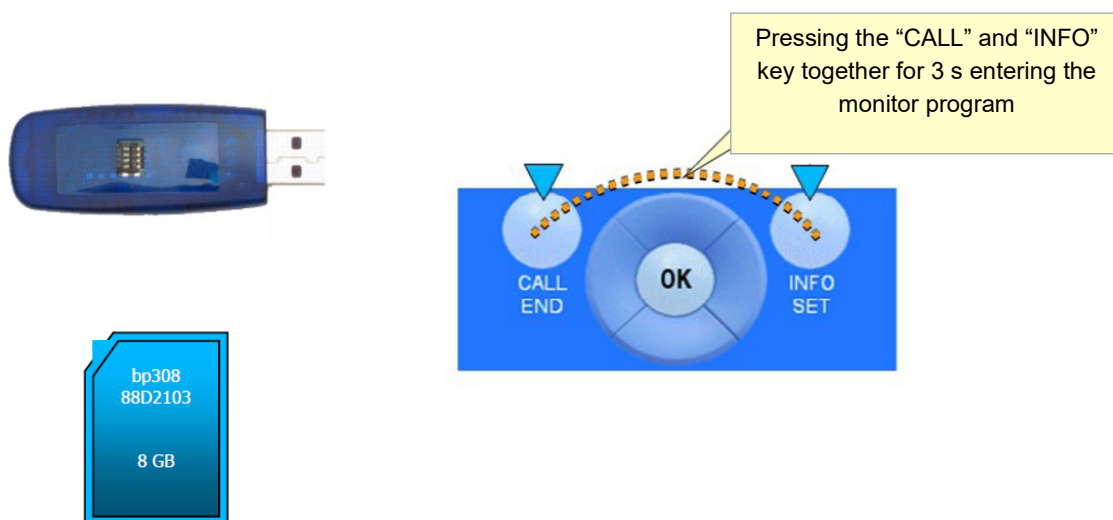 Pressing the “CALL” and “INFO”
key together for 3 s entering the
monitor program
CALL
END
OK
INFO
SET
bp308
88D2103
8 GB